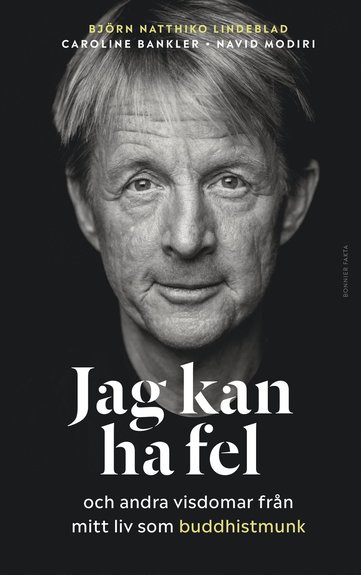 BJÖRN NATTHIKO LINDEBLAD
CAROLINE BANKLER • NAVID MODIRI
BONNIER FAKTA
Jag kan
ha fel
och andra visdomar från
mitt liv som buddhistmunk